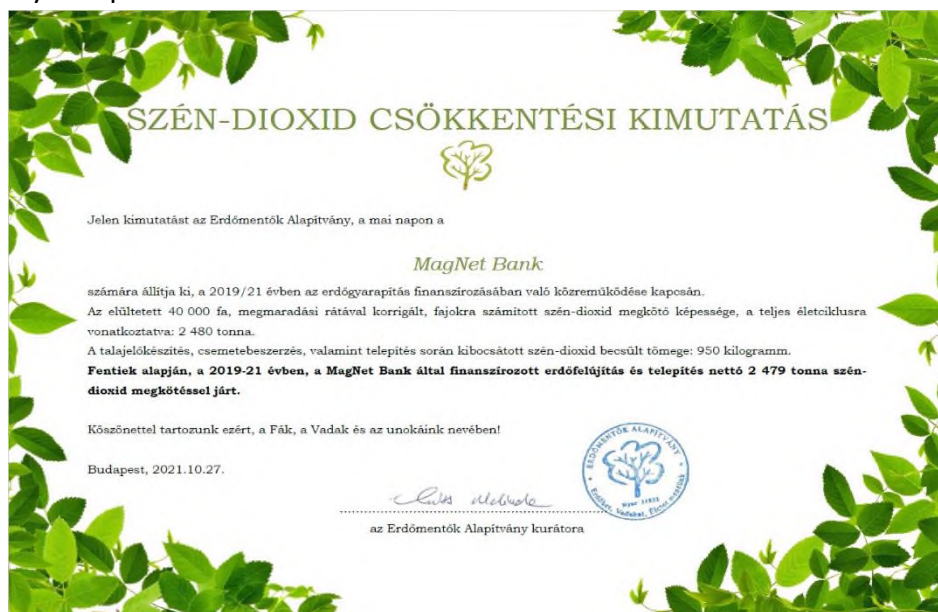 SZÉN-DIOXID CSÖKKENTÉSI KIMUTATÁS
Jelen kimutatást az Erdőmentők Alapítvány, a mai napon a
MagNet Bank
számára állítja ki, a 2019/21 évben az erdőgyarapítás finanszírozásában való közreműködése kapcsán.
Az elültetett 40 000 fa, megmaradási rátával korrigált, fajokra számított szén-dioxid megkötő képessége, a teljes életciklusra
vonatkoztatva: 2 480 tonna.
A talajelőkészítés, csemetebeszerzés, valamint telepítés során kibocsátott szén-dioxid becsült tömege: 950 kilogramm.
Fentiek alapján, a 2019-21 évben, a MagNet Bank által finanszírozott erdőfelújítás és telepítés nettó 2 479 tonna szén-
dioxid megkötéssel járt.
Köszönettel tartozunk ezért, a Fák, a Vadak és az unokáink nevében!
ERDŐMENTŐK ALAPÍTVÁNY
Budapest, 2021.10.27.
az Erdőmentők Alapítvány kurátora